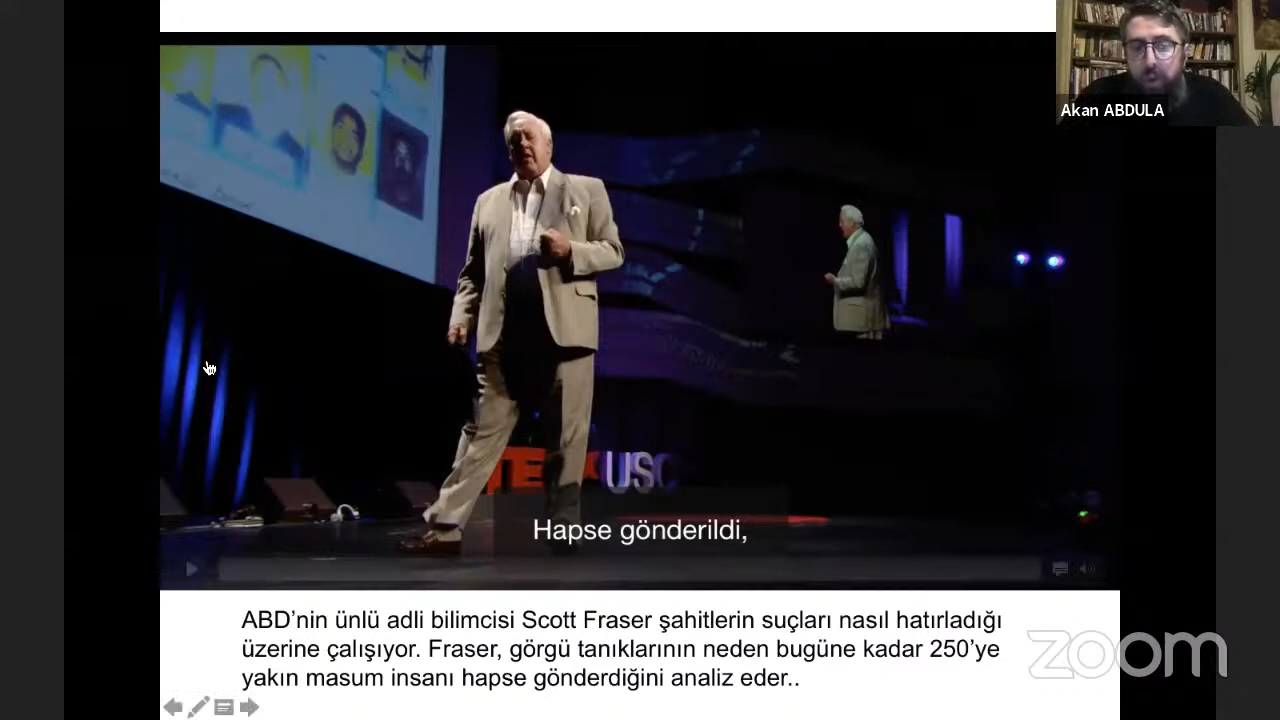 Akan ABDULA
TEDxUSC
Hapse gönderildi,
ABD’nin ünlü adli bilimcisi Scott Fraser şahitlerin suçları nasıl hatırladığı
üzerine çalışıyor. Fraser, görgü tanıklarının neden bugüne kadar 250’ye
yakın masum insanı hapse gönderdiğini analiz eder..
zoom